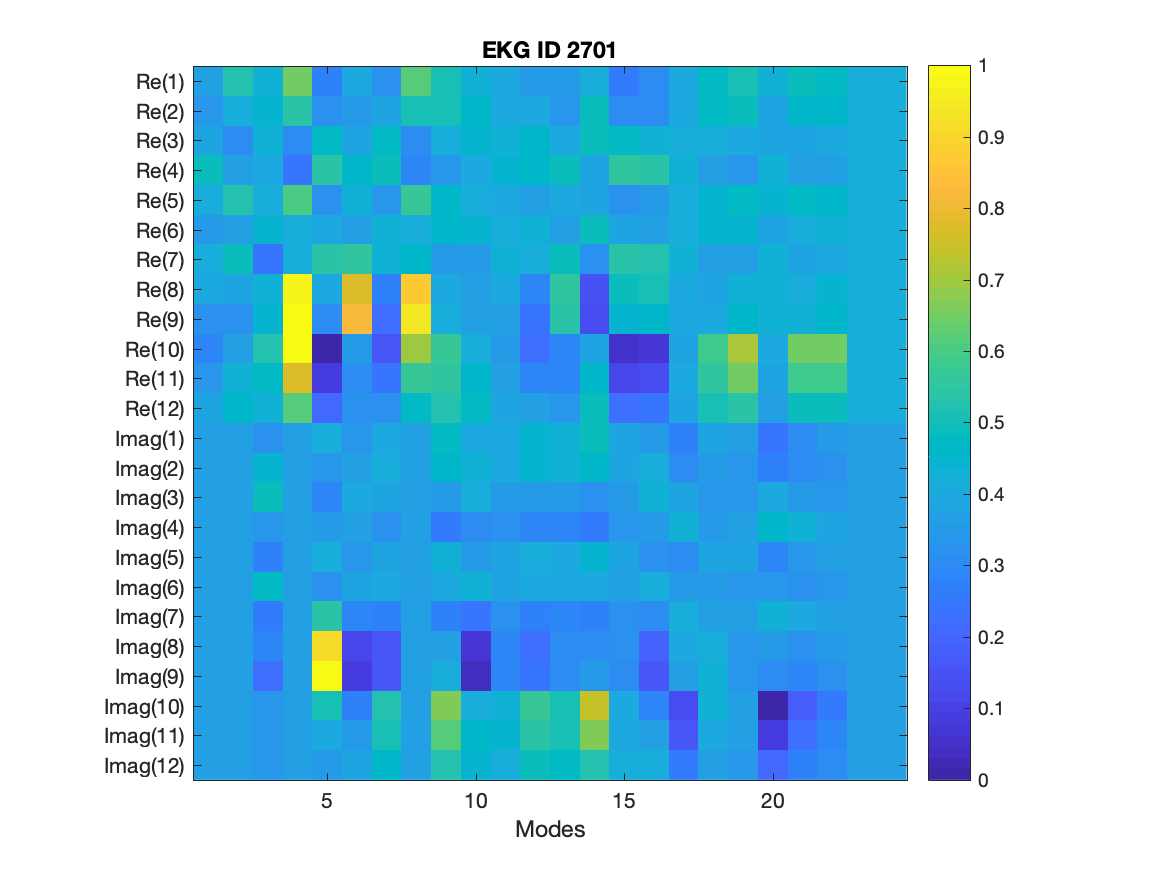 EKG ID 2701
Re(1)
Re(2)
Re(3)
Re(4)
Re(5)
Re(6)
Re(7)
Re(8)
Re(9)
Re(10)
Re(11)
Re(12)
Imag(1)
Imag(2)
Imag(3)
Imag(4)
Imag(5)
Imag(6)
Imag(7)
Imag(8)
Imag(9)
Imag(10)
Imag(11)
Imag(12)
5 10 15 20
Modes
1
0.9
0.8
0.7
0.6
0.5
0.4
0.3
0.2
0.1
0